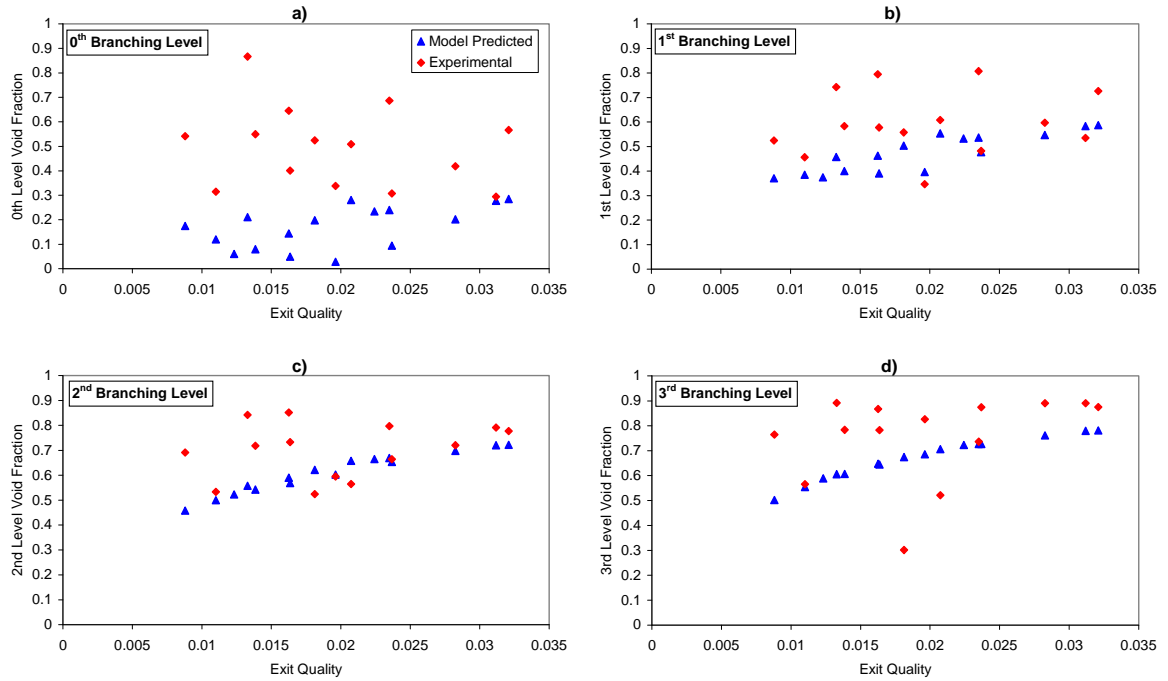 a)
0th Branching Level
Model Predicted
Experimental
0th Level Void Fraction
1
0.9
0.8
0.7
0.6
0.5
0.4
0.3
0.2
0.1
0
0 0.005 0.01 0.015 0.02 0.025 0.03 0.035
Exit Quality
b)
1st Branching Level
1st Level Void Fraction
1
0.9
0.8
0.7
0.6
0.5
0.4
0.3
0.2
0.1
0
0 0.005 0.01 0.015 0.02 0.025 0.03 0.035
Exit Quality
c)
2nd Branching Level
2nd Level Void Fraction
1
0.9
0.8
0.7
0.6
0.5
0.4
0.3
0.2
0.1
0
0 0.005 0.01 0.015 0.02 0.025 0.03 0.035
Exit Quality
d)
3rd Branching Level
3rd Level Void Fraction
1
0.9
0.8
0.7
0.6
0.5
0.4
0.3
0.2
0.1
0
0 0.005 0.01 0.015 0.02 0.025 0.03 0.035
Exit Quality